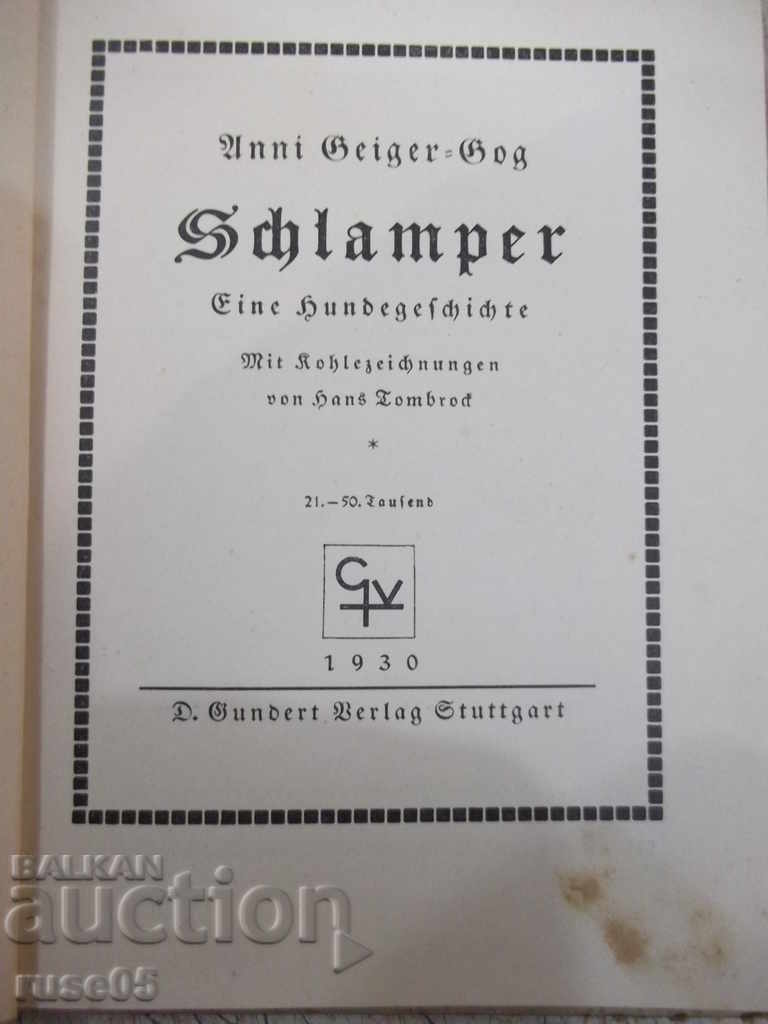 Anni Geiger=Gog
Schlamper
Eine Hundegeschichte
Mit Kohlezeichnungen
von Hans Tombrock
*
21.–50. Tausend
GV
1930
D. Gundert Verlag Stuttgart
BALKAN
auction
ruse05